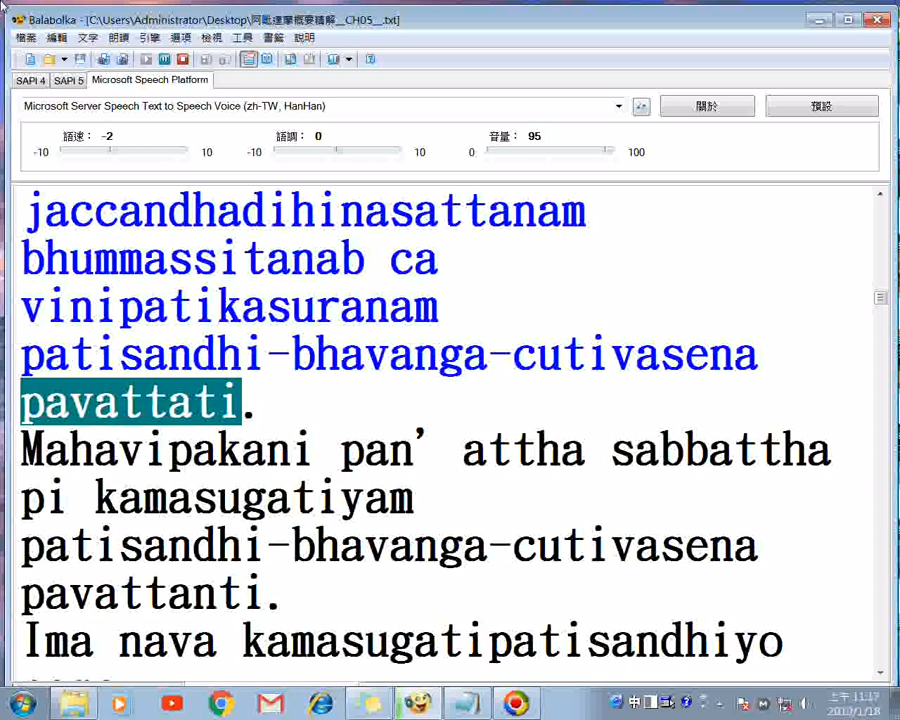 Balabolka - [C:\Users\Administrator\Desktop\阿毗達摩概要精解__CH05__.txt]
檔案 編輯 文字 朗讀 引擎 選項 檢視 工具 書籤 說明
SAPI 4 SAPI 5 Microsoft Speech Platform
Microsoft Server Speech Text to Speech Voice (zh-TW, HanHan) 關於 預設
語速： -2 語調： 0 音量： 95
-10 10 -10 10 0 100
jaccandhadihinasattanam
bhummassitanab ca
vinipatikasuranam
patisandhi-bhavanga-cutivasena
pavattati.
Mahavipakani pan’ attha sabbattha
pi kamasugatiyam
patisandhi-bhavanga-cutivasena
pavattanti.
Ima nava kamasugatipatisandhiyo
中
上午 11:17